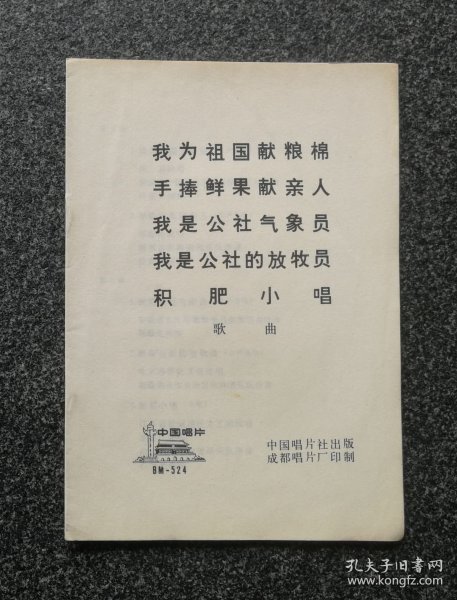 我为祖国献粮棉
手捧鲜果献亲人
我是公社气象员
我是公社的放牧员
积肥小唱
歌曲
中国唱片
BM-524
中国唱片社出版
成都唱片厂印制
孔夫子旧书网
www.kongfz.com